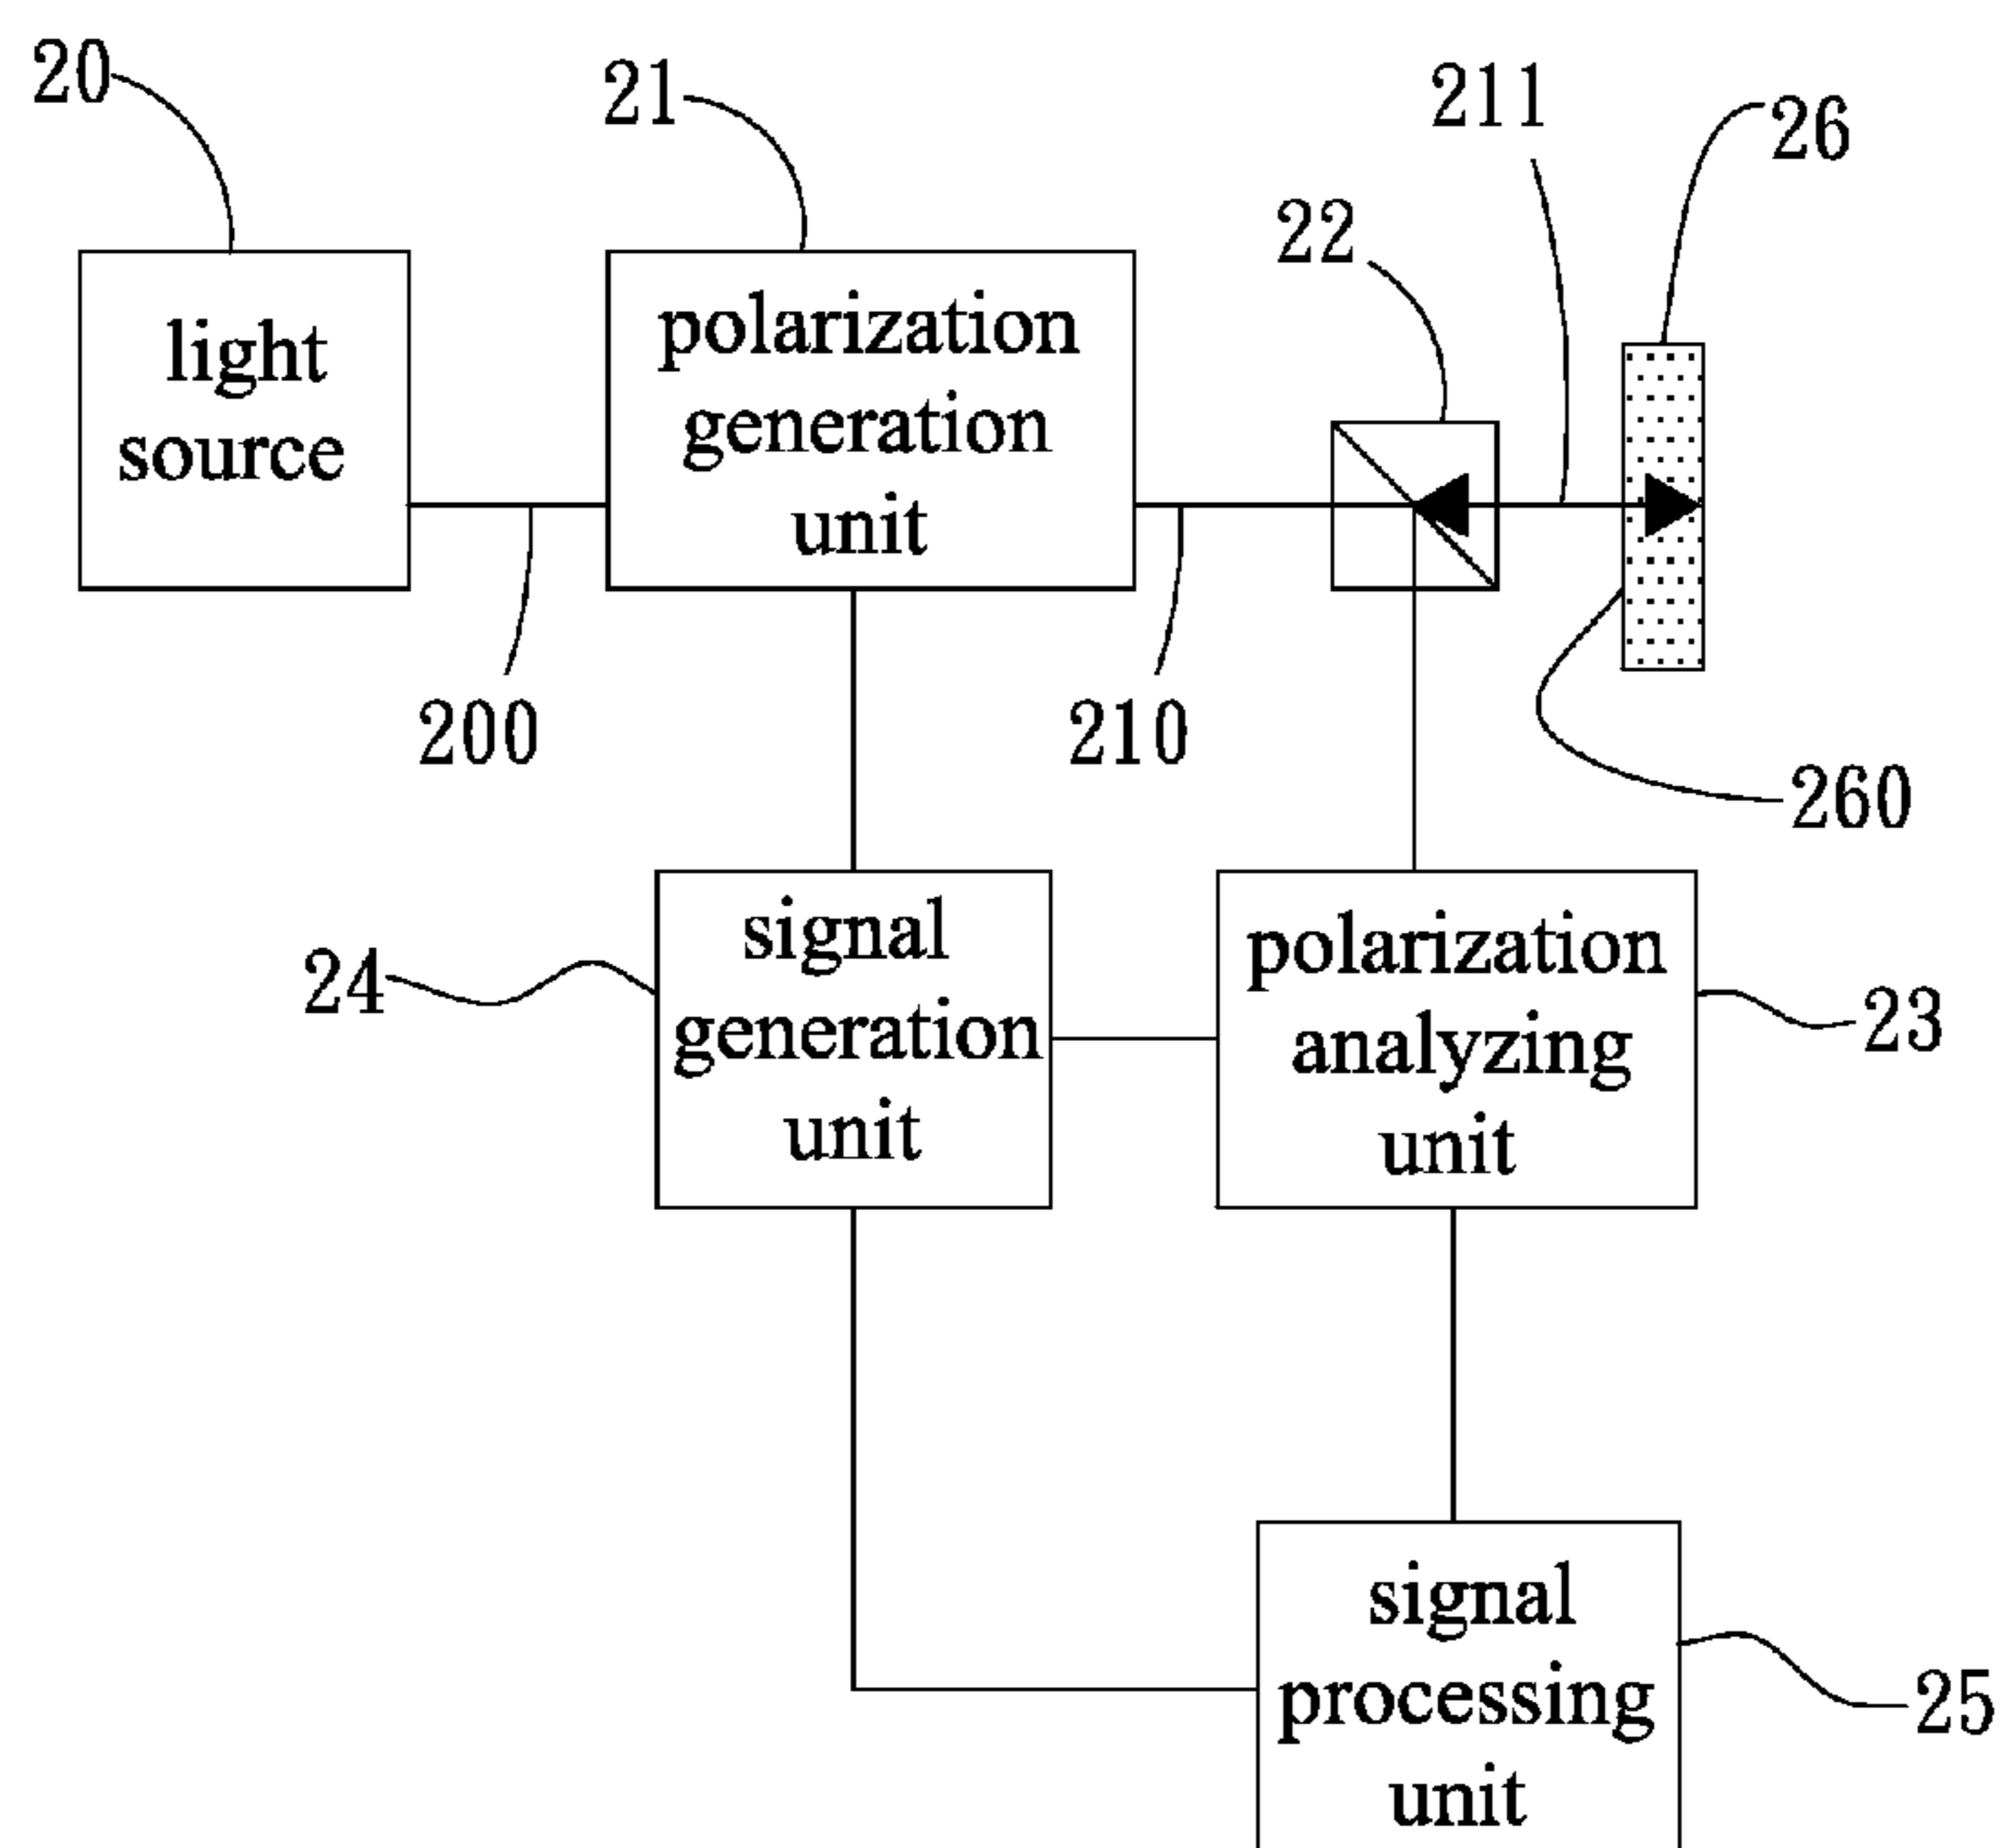 20
21
211
26
22
light
source
polarization
generation
unit
200
210
260
24
signal
generation
unit
polarization
analyzing
unit
23
signal
processing
unit
25